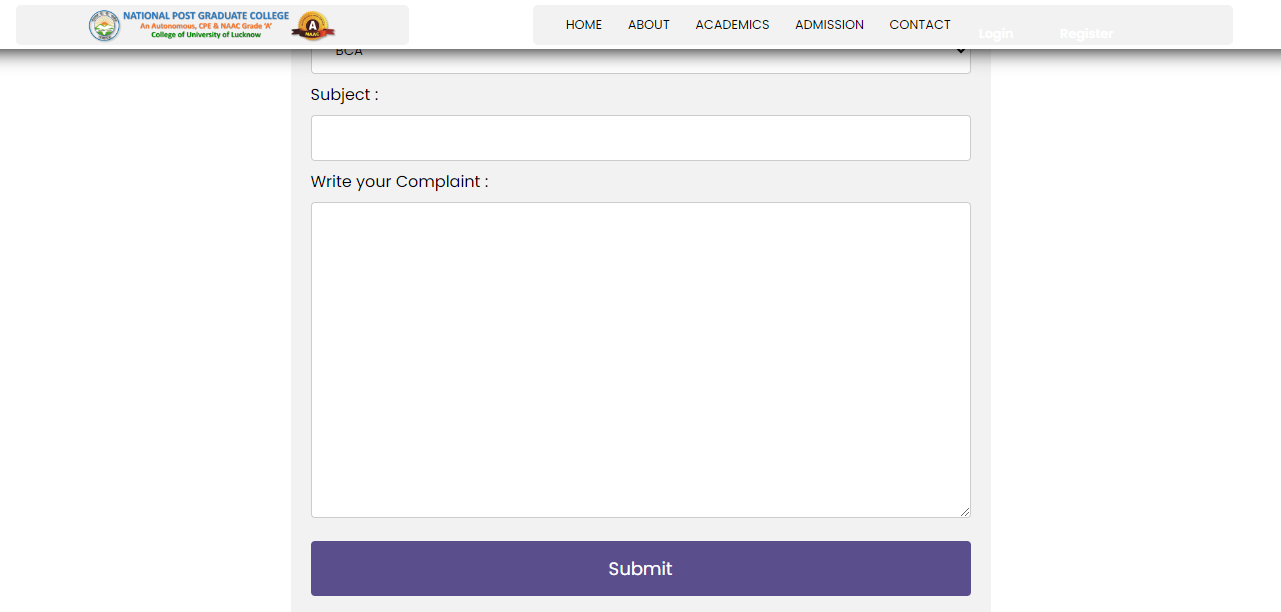 NATIONAL POST GRADUATE COLLEGE
An Autonomous, CPE & NAAC Grade 'A'
College of University of Lucknow
A
NAAC
HOME ABOUT ACADEMICS ADMISSION CONTACT Login Register
BCA
Subject :
Write your Complaint :
Submit